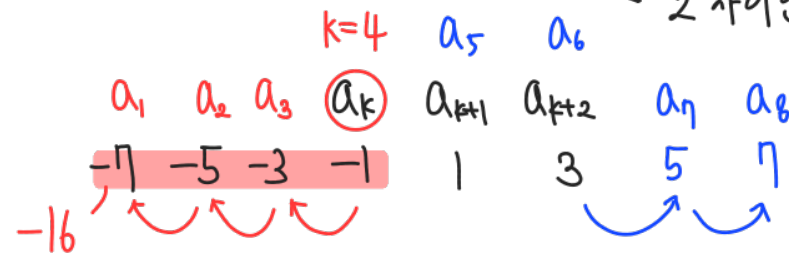 k=4 a₅ a₆
a₁ a₂ a₃ aₖ aₖ₊₁ aₖ₊₂ a₇ a₈
-7 -5 -3 -1 1 3 5 7
-16